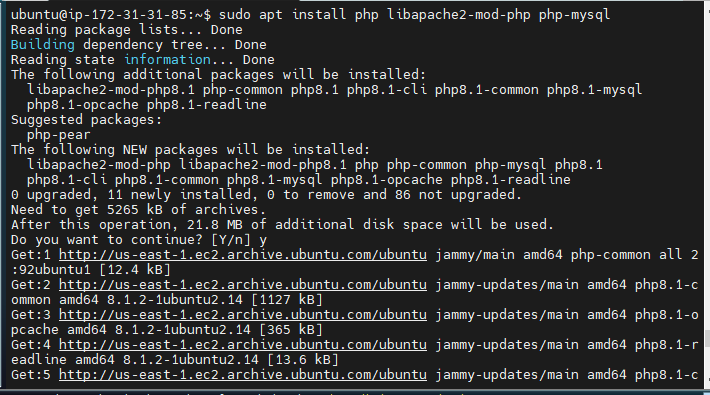 ubuntu@ip-172-31-31-85:~$ sudo apt install php libapache2-mod-php php-mysql
Reading package lists... Done
Building dependency tree... Done
Reading state information... Done
The following additional packages will be installed:
  libapache2-mod-php8.1 php-common php8.1 php8.1-cli php8.1-common php8.1-mysql
  php8.1-opcache php8.1-readline
Suggested packages:
  php-pear
The following NEW packages will be installed:
  libapache2-mod-php libapache2-mod-php8.1 php php-common php-mysql php8.1
  php8.1-cli php8.1-common php8.1-mysql php8.1-opcache php8.1-readline
0 upgraded, 11 newly installed, 0 to remove and 86 not upgraded.
Need to get 5265 kB of archives.
After this operation, 21.8 MB of additional disk space will be used.
Do you want to continue? [Y/n] y
Get:1 http://us-east-1.ec2.archive.ubuntu.com/ubuntu jammy/main amd64 php-common all 2
:92ubuntu1 [12.4 kB]
Get:2 http://us-east-1.ec2.archive.ubuntu.com/ubuntu jammy-updates/main amd64 php8.1-c
ommon amd64 8.1.2-1ubuntu2.14 [1127 kB]
Get:3 http://us-east-1.ec2.archive.ubuntu.com/ubuntu jammy-updates/main amd64 php8.1-o
pcache amd64 8.1.2-1ubuntu2.14 [365 kB]
Get:4 http://us-east-1.ec2.archive.ubuntu.com/ubuntu jammy-updates/main amd64 php8.1-r
eadline amd64 8.1.2-1ubuntu2.14 [13.6 kB]
Get:5 http://us-east-1.ec2.archive.ubuntu.com/ubuntu jammy-updates/main amd64 php8.1-c